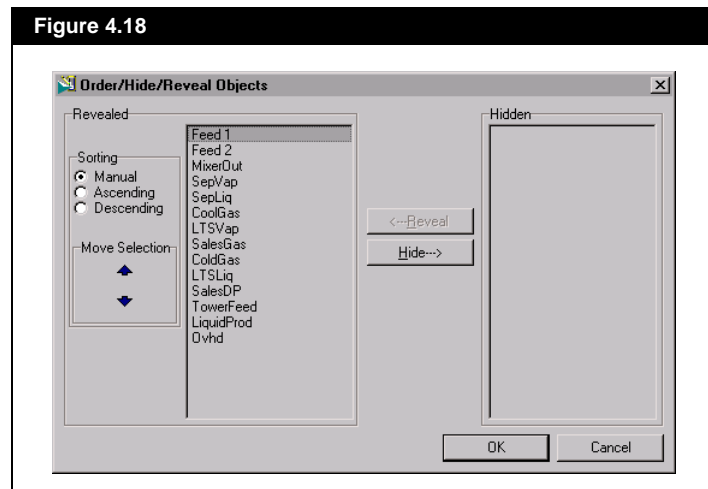 Figure 4.18
Order/Hide/Reveal Objects
Revealed
Sorting
Manual
Ascending
Descending
Move Selection
Feed 1
Feed 2
MixerOut
SepVap
SepLiq
CoolGas
LTSVap
SalesGas
ColdGas
LTSLiq
SalesDP
TowerFeed
LiquidProd
Ovhd
<---Reveal
Hide--->
Hidden
OK
Cancel